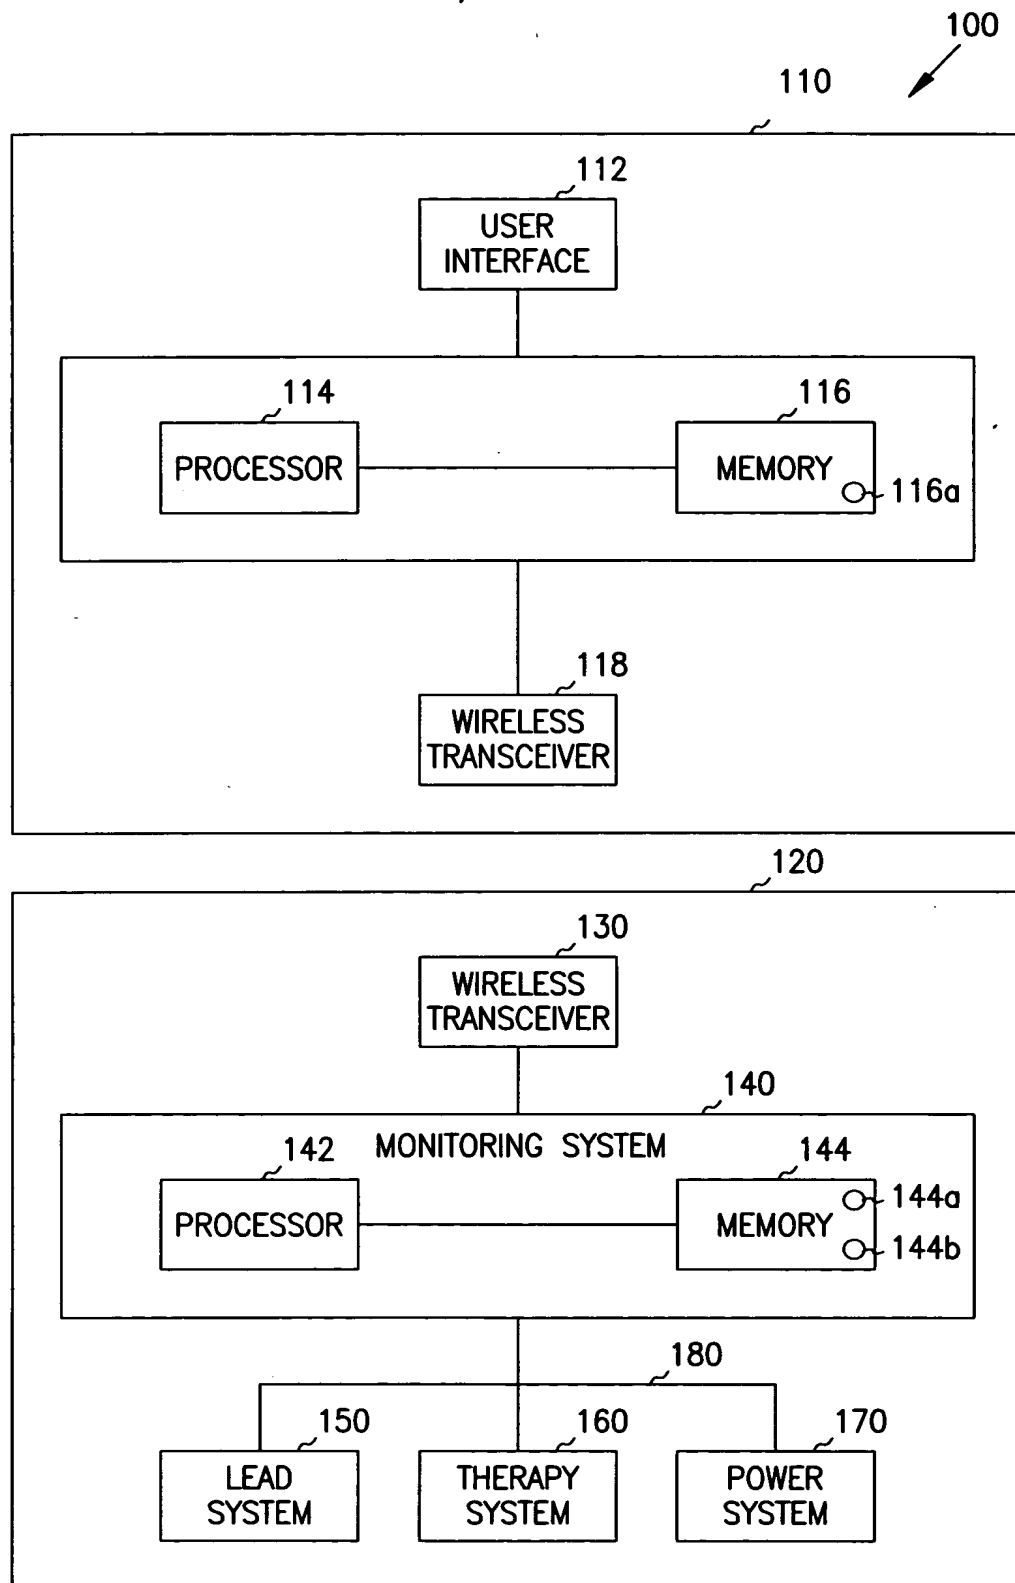 100
110
112
USER
INTERFACE
114
116
PROCESSOR
MEMORY
116a
118
WIRELESS
TRANSCEIVER
120
130
WIRELESS
TRANSCEIVER
140
MONITORING SYSTEM
142
144
PROCESSOR
MEMORY
144a
144b
180
150
160
170
LEAD
SYSTEM
THERAPY
SYSTEM
POWER
SYSTEM